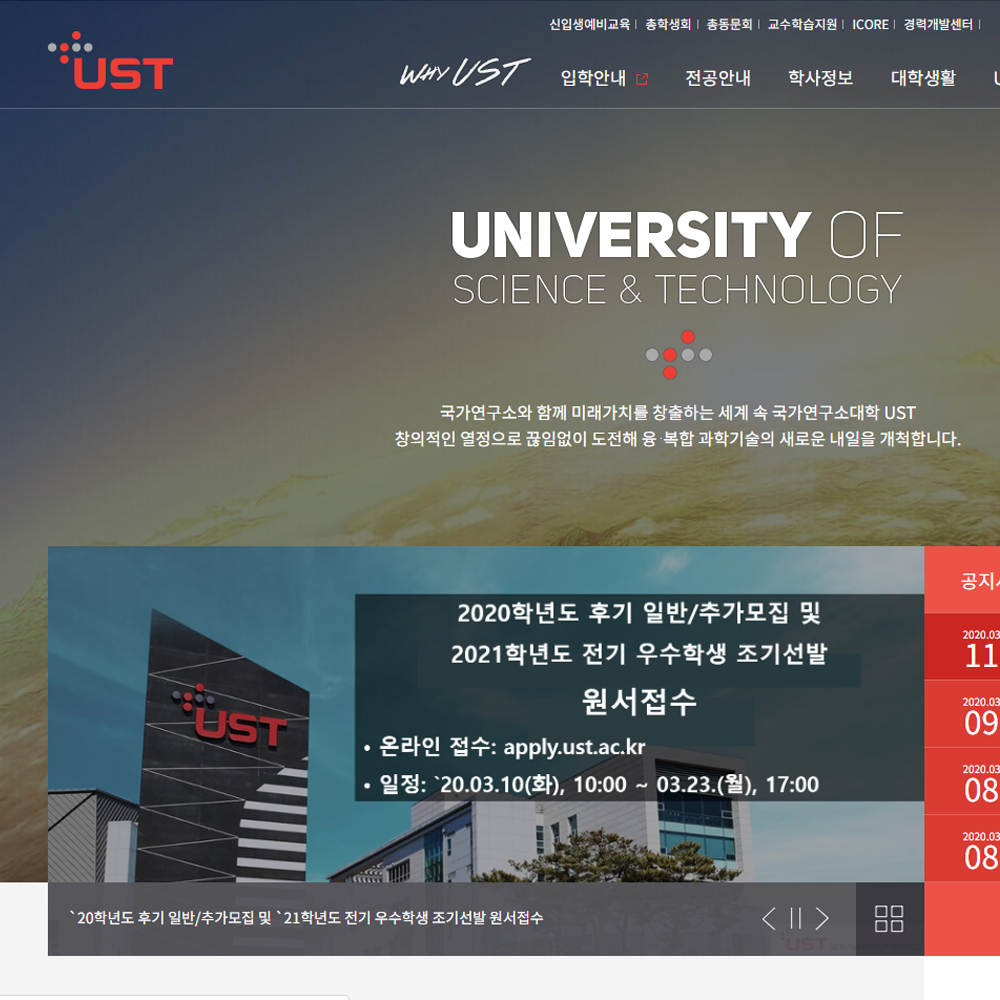 신입생예비교육 | 총학생회 | 총동문회 | 교수학습지원 | ICORE | 경력개발센터 |
UST
WHY UST 입학안내 전공안내 학사정보 대학생활
UNIVERSITY OF
SCIENCE & TECHNOLOGY
국가연구소와 함께 미래가치를 창출하는 세계 속 국가연구소대학 UST
창의적인 열정으로 끊임없이 도전해 융·복합 과학기술의 새로운 내일을 개척합니다.
2020학년도 후기 일반/추가모집 및
2021학년도 전기 우수학생 조기선발
원서접수
• 온라인 접수: apply.ust.ac.kr
• 일정: `20.03.10(화), 10:00 ~ 03.23.(월), 17:00
UST
`20학년도 후기 일반/추가모집 및 `21학년도 전기 우수학생 조기선발 원서접수
UST
공지
2020.03
11
2020.03
09
2020.03
08
2020.03
08